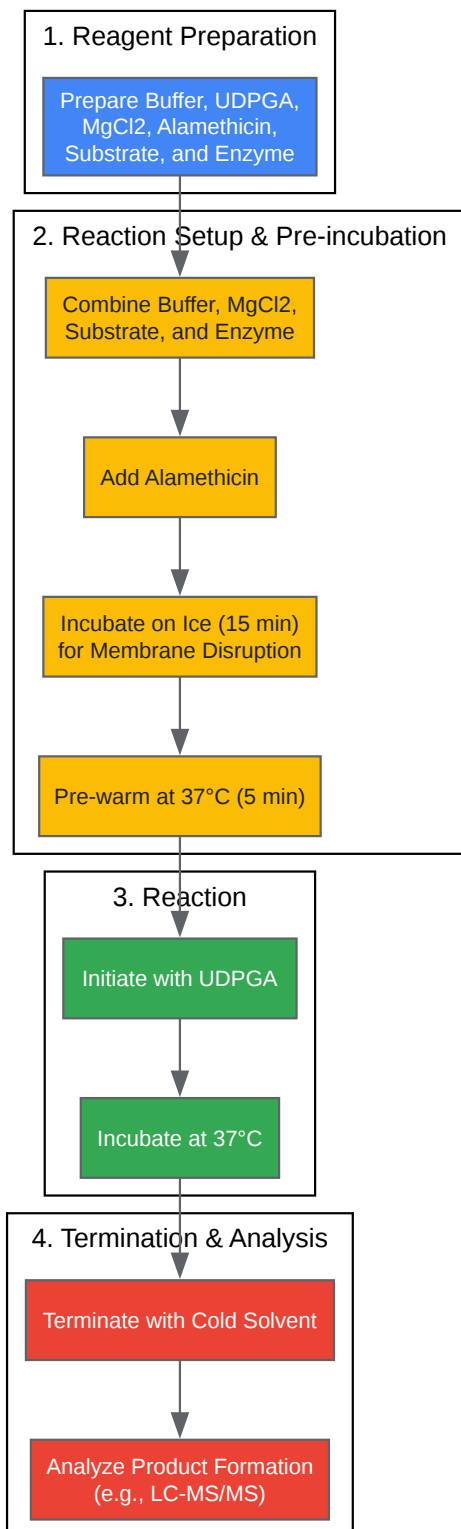 1. Reagent Preparation
Prepare Buffer, UDPGA,
MgCl2, Alamethicin,
Substrate, and Enzyme
2. Reaction Setup & Pre-incubation
Combine Buffer, MgCl2,
Substrate, and Enzyme
Add Alamethicin
Incubate on Ice (15 min)
for Membrane Disruption
Pre-warm at 37°C (5 min)
3. Reaction
Initiate with UDPGA
Incubate at 37°C
4. Termination & Analysis
Terminate with Cold Solvent
Analyze Product Formation
(e.g., LC-MS/MS)